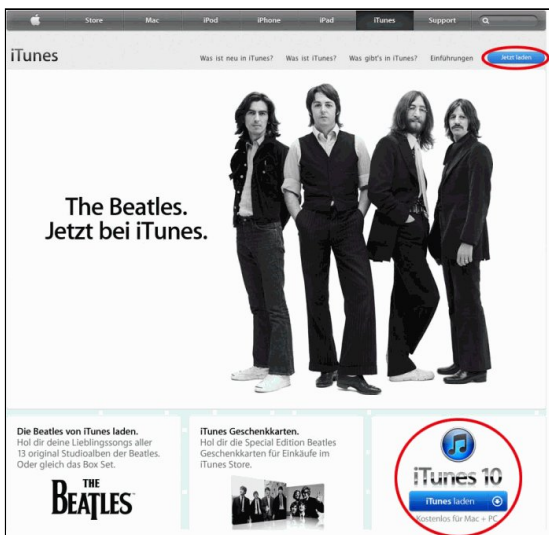 Store Mac iPod iPhone iPad iTunes Support
iTunes
Was ist neu in iTunes? Was ist iTunes? Was gibt's in iTunes? Einführungen Jetzt laden
The Beatles.
Jetzt bei iTunes.
Die Beatles von iTunes laden.
Hol dir deine Lieblingssongs aller
13 original Studioalben der Beatles.
Oder gleich das Box Set.
THE
BEATLES
iTunes Geschenkkarten.
Hol dir die Special Edition Beatles
Geschenkkarten für Einkäufe im
iTunes Store.
iTunes 10
iTunes laden
Kostenlos für Mac + PC